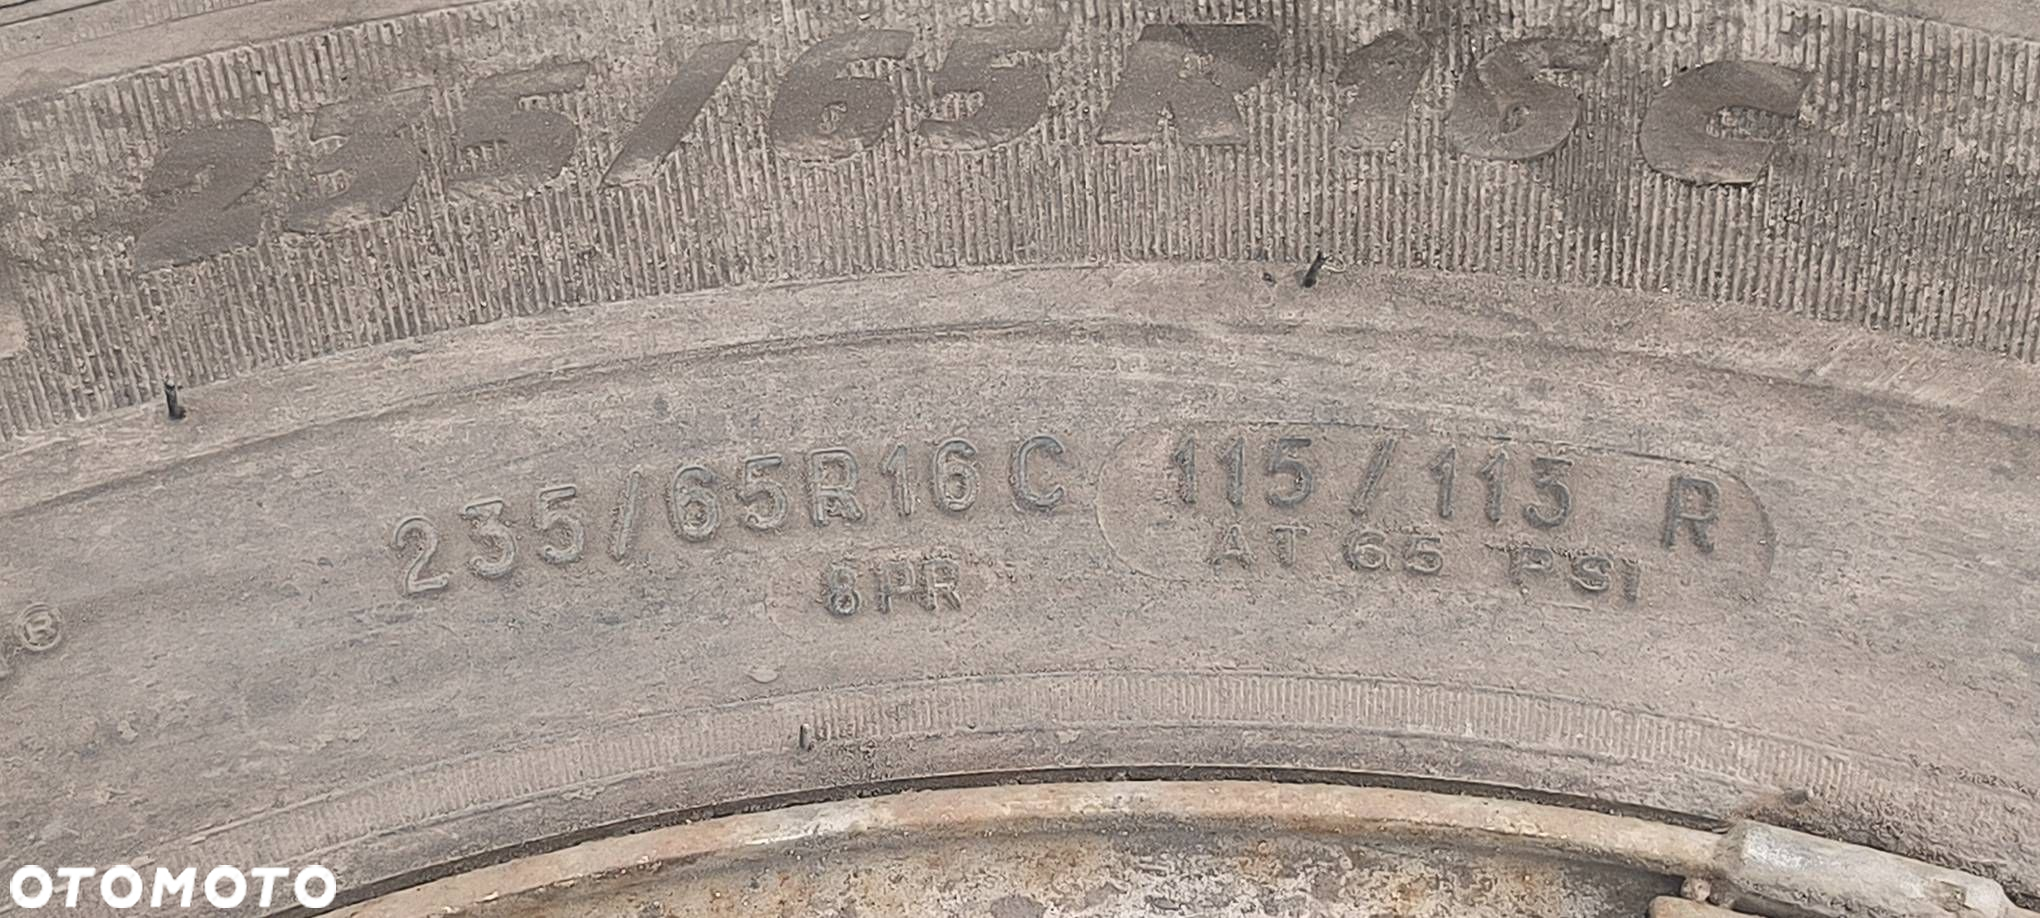 235/65R16C
235/65R16C 115/113 R
8PR AT 65 PSI
®
OTOMOTO